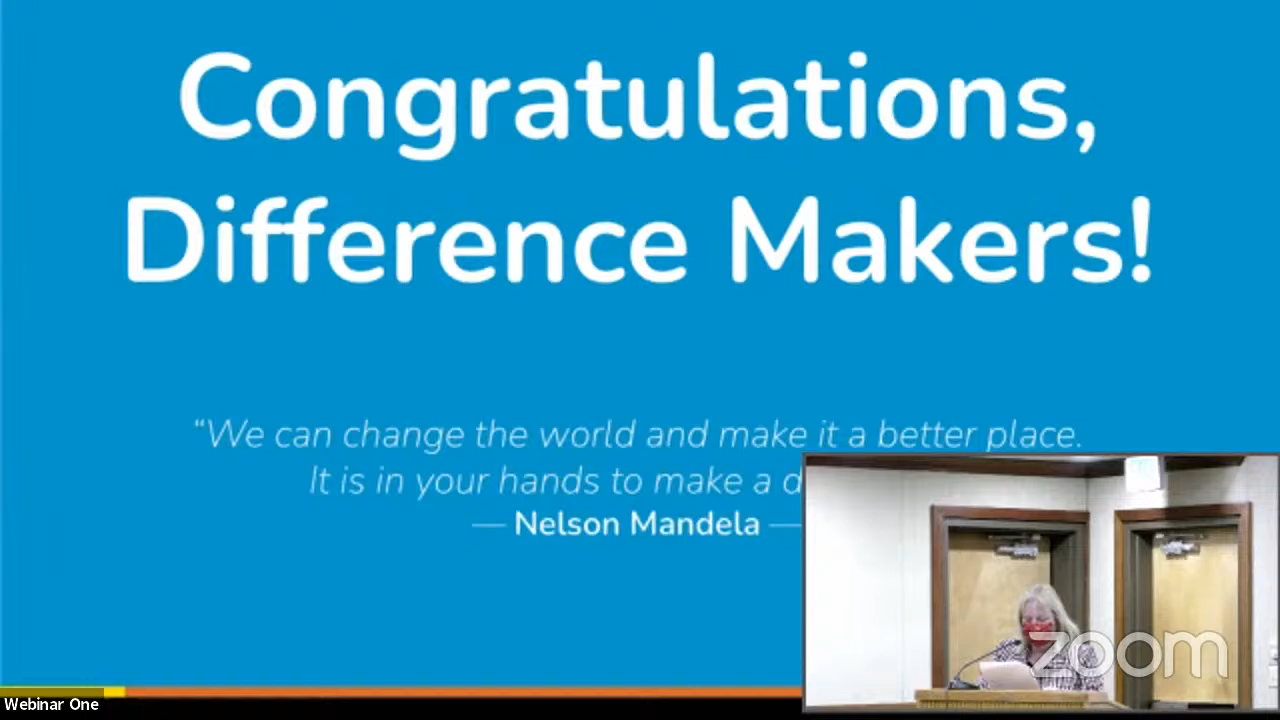 Congratulations,
Difference Makers!
“We can change the world and make it a better place.
It is in your hands to make a d
— Nelson Mandela —
zoom
Webinar One